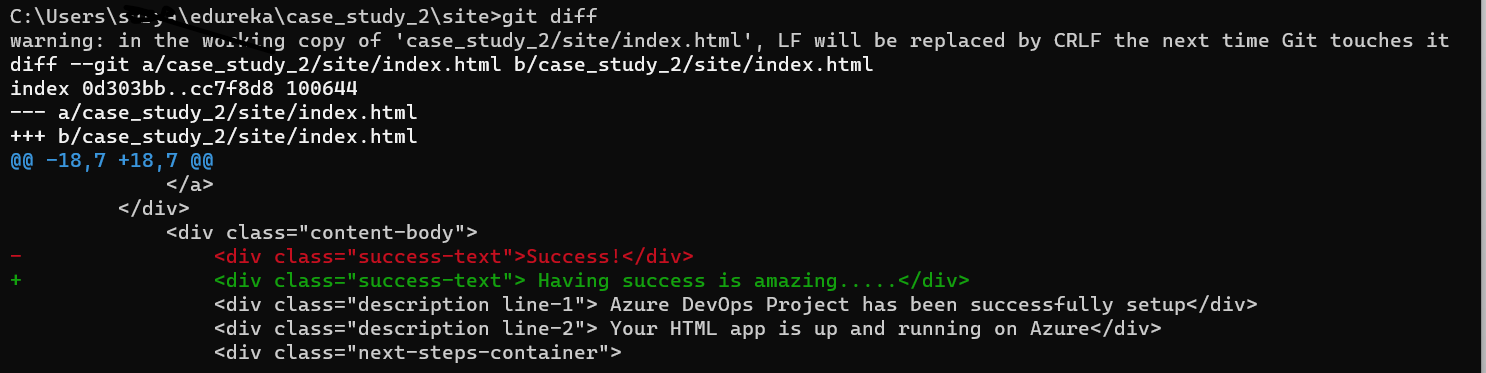 C:\Users\ \edureka\case_study_2\site>git diff
warning: in the working copy of 'case_study_2/site/index.html', LF will be replaced by CRLF the next time Git touches it
diff --git a/case_study_2/site/index.html b/case_study_2/site/index.html
index 0d303bb..cc7f8d8 100644
--- a/case_study_2/site/index.html
+++ b/case_study_2/site/index.html
@@ -18,7 +18,7 @@
             </a>
         </div>
             <div class="content-body">
-                <div class="success-text">Success!</div>
+                <div class="success-text"> Having success is amazing.....</div>
                 <div class="description line-1"> Azure DevOps Project has been successfully setup</div>
                 <div class="description line-2"> Your HTML app is up and running on Azure</div>
                 <div class="next-steps-container">